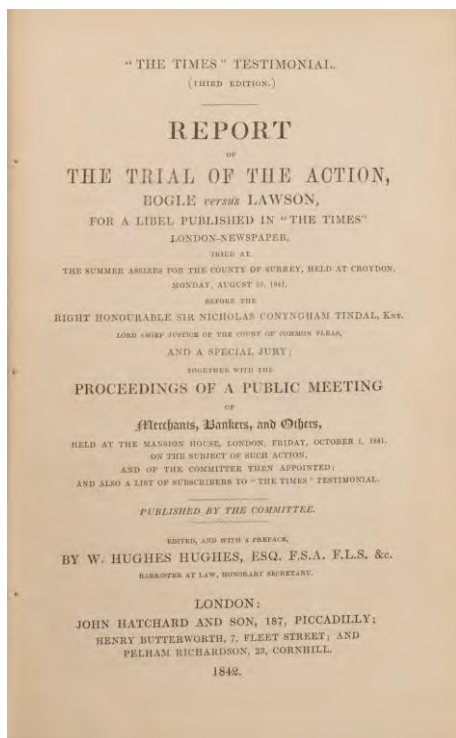 "THE TIMES" TESTIMONIAL.
(THIRD EDITION.)
REPORT
OF
THE TRIAL OF THE ACTION,
BOGLE versus LAWSON,
FOR A LIBEL PUBLISHED IN "THE TIMES"
LONDON-NEWSPAPER,
TRIED AT
THE SUMMER ASSIZES FOR THE COUNTY OF SURREY, HELD AT CROYDON,
MONDAY, AUGUST 1841,
BEFORE THE
RIGHT HONOURABLE SIR NICHOLAS CONYNGHAM TINDAL, KNT.
LORD CHIEF JUSTICE OF THE COURT OF COMMON PLEAS,
AND A SPECIAL JURY;
TOGETHER WITH THE
PROCEEDINGS OF A PUBLIC MEETING
OF
Merchants, Bankers, and Others,
HELD AT THE MANSION HOUSE, LONDON, FRIDAY, OCTOBER 1, 1841,
ON THE SUBJECT OF SUCH ACTION,
AND OF THE COMMITTEE THEN APPOINTED;
AND ALSO A LIST OF SUBSCRIBERS TO "THE TIMES" TESTIMONIAL.
PUBLISHED BY THE COMMITTEE.
EDITED, AND WITH A PREFACE,
BY W. HUGHES HUGHES, ESQ. F.S.A. F.L.S. &c.
BARRISTER AT LAW, HONORARY SECRETARY.
LONDON:
JOHN HATCHARD AND SON, 187, PICCADILLY;
HENRY BUTTERWORTH, 7, FLEET STREET; AND
PELHAM RICHARDSON, 23, CORNHILL.
1842.